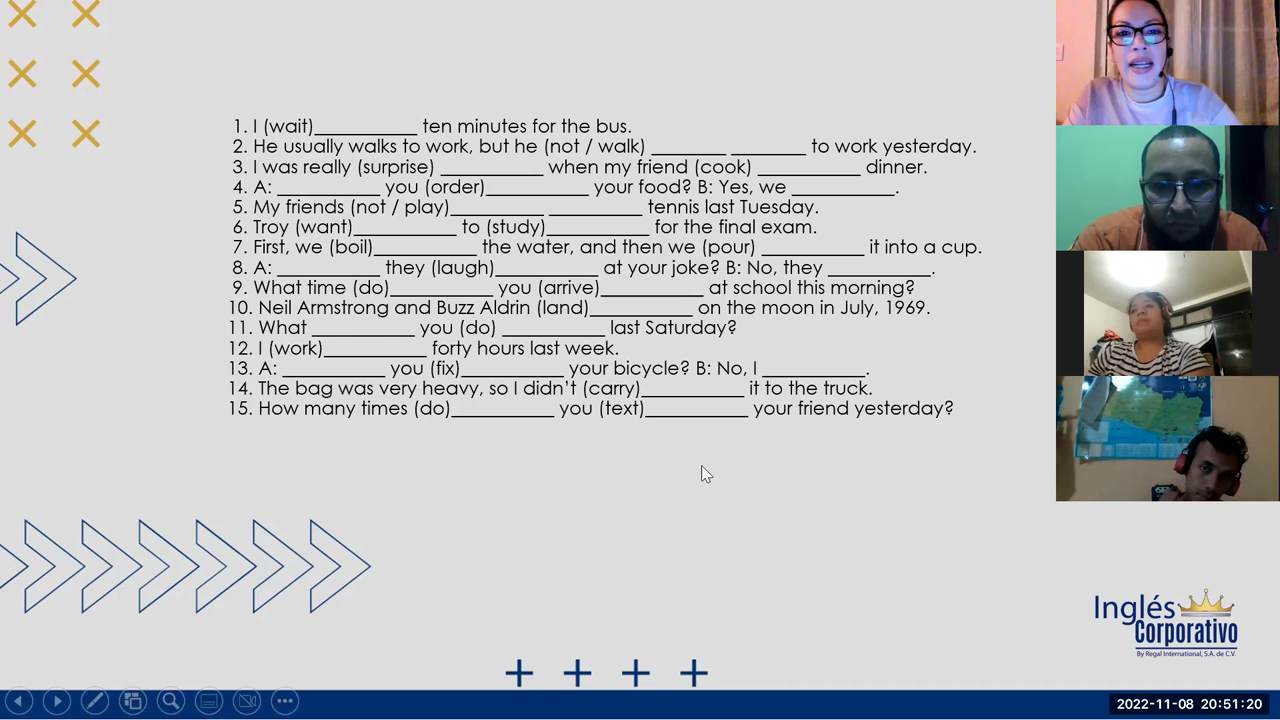 1. I (wait)___________ ten minutes for the bus.
2. He usually walks to work, but he (not / walk) ________ ________ to work yesterday.
3. I was really (surprise) ___________ when my friend (cook) ___________ dinner.
4. A: ___________ you (order)___________ your food? B: Yes, we ___________.
5. My friends (not / play)__________ __________ tennis last Tuesday.
6. Troy (want)___________ to (study)___________ for the final exam.
7. First, we (boil)___________ the water, and then we (pour) ___________ it into a cup.
8. A: ___________ they (laugh)___________ at your joke? B: No, they ___________.
9. What time (do)___________ you (arrive)___________ at school this morning?
10. Neil Armstrong and Buzz Aldrin (land)___________ on the moon in July, 1969.
11. What ___________ you (do) ___________ last Saturday?
12. I (work)___________ forty hours last week.
13. A: ___________ you (fix)___________ your bicycle? B: No, I ___________.
14. The bag was very heavy, so I didn't (carry)___________ it to the truck.
15. How many times (do)___________ you (text)___________ your friend yesterday?
Inglés
Corporativo
By Regal International, S.A. de C.V.
2022-11-08 20:51:20